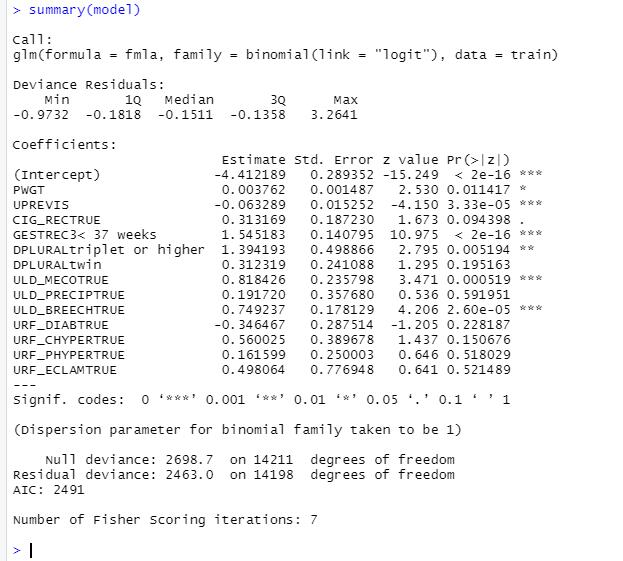 > summary(model)
Call:
glm(formula = fmla, family = binomial(link = "logit"), data = train)
Deviance Residuals:
    Min       1Q   Median       3Q      Max
-0.9732  -0.1818  -0.1511  -0.1358   3.2641
Coefficients:
                          Estimate Std. Error z value Pr(>|z|)
(Intercept)              -4.412189   0.289352 -15.249  < 2e-16 ***
PWGT                      0.003762   0.001487   2.530 0.011417 *
UPREVIS                  -0.063289   0.015252  -4.150 3.33e-05 ***
CIG_RECTRUE               0.313169   0.187230   1.673 0.094398 .
GESTREC3< 37 weeks        1.545183   0.140795  10.975  < 2e-16 ***
DPLURALtriplet or higher  1.394193   0.498866   2.795 0.005194 **
DPLURALtwin               0.312319   0.241088   1.295 0.195163
ULD_MECOTRUE              0.818426   0.235798   3.471 0.000519 ***
ULD_PRECIPTRUE            0.191720   0.357680   0.536 0.591951
ULD_BREECHTRUE            0.749237   0.178129   4.206 2.60e-05 ***
URF_DIABTRUE             -0.346467   0.287514  -1.205 0.228187
URF_CHYPERTRUE            0.560025   0.389678   1.437 0.150676
URF_PHYPERTRUE            0.161599   0.250003   0.646 0.518029
URF_ECLAMTRUE             0.498064   0.776948   0.641 0.521489
---
Signif. codes:  0 ‘***’ 0.001 ‘**’ 0.01 ‘*’ 0.05 ‘.’ 0.1 ‘ ’ 1
(Dispersion parameter for binomial family taken to be 1)
    Null deviance: 2698.7  on 14211  degrees of freedom
Residual deviance: 2463.0  on 14198  degrees of freedom
AIC: 2491
Number of Fisher Scoring iterations: 7
>